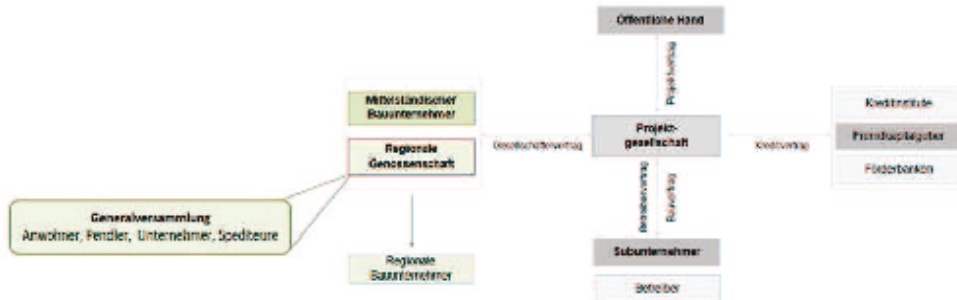 Öffentliche Hand
Projektvertrag
Mittelständischer
Bauunternehmer
Regionale
Genossenschaft
Gesellschaftervertrag
Projekt-
gesellschaft
Kreditvertrag
Kreditinstitute
Fremdkapitalgeber
Förderbanken
Generalversammlung
Anwohner, Pendler, Unternehmer, Spediteure
Betreibervertrag
Bauvertrag
Regionale
Bauunternehmer
Subunternehmer
Betreiber